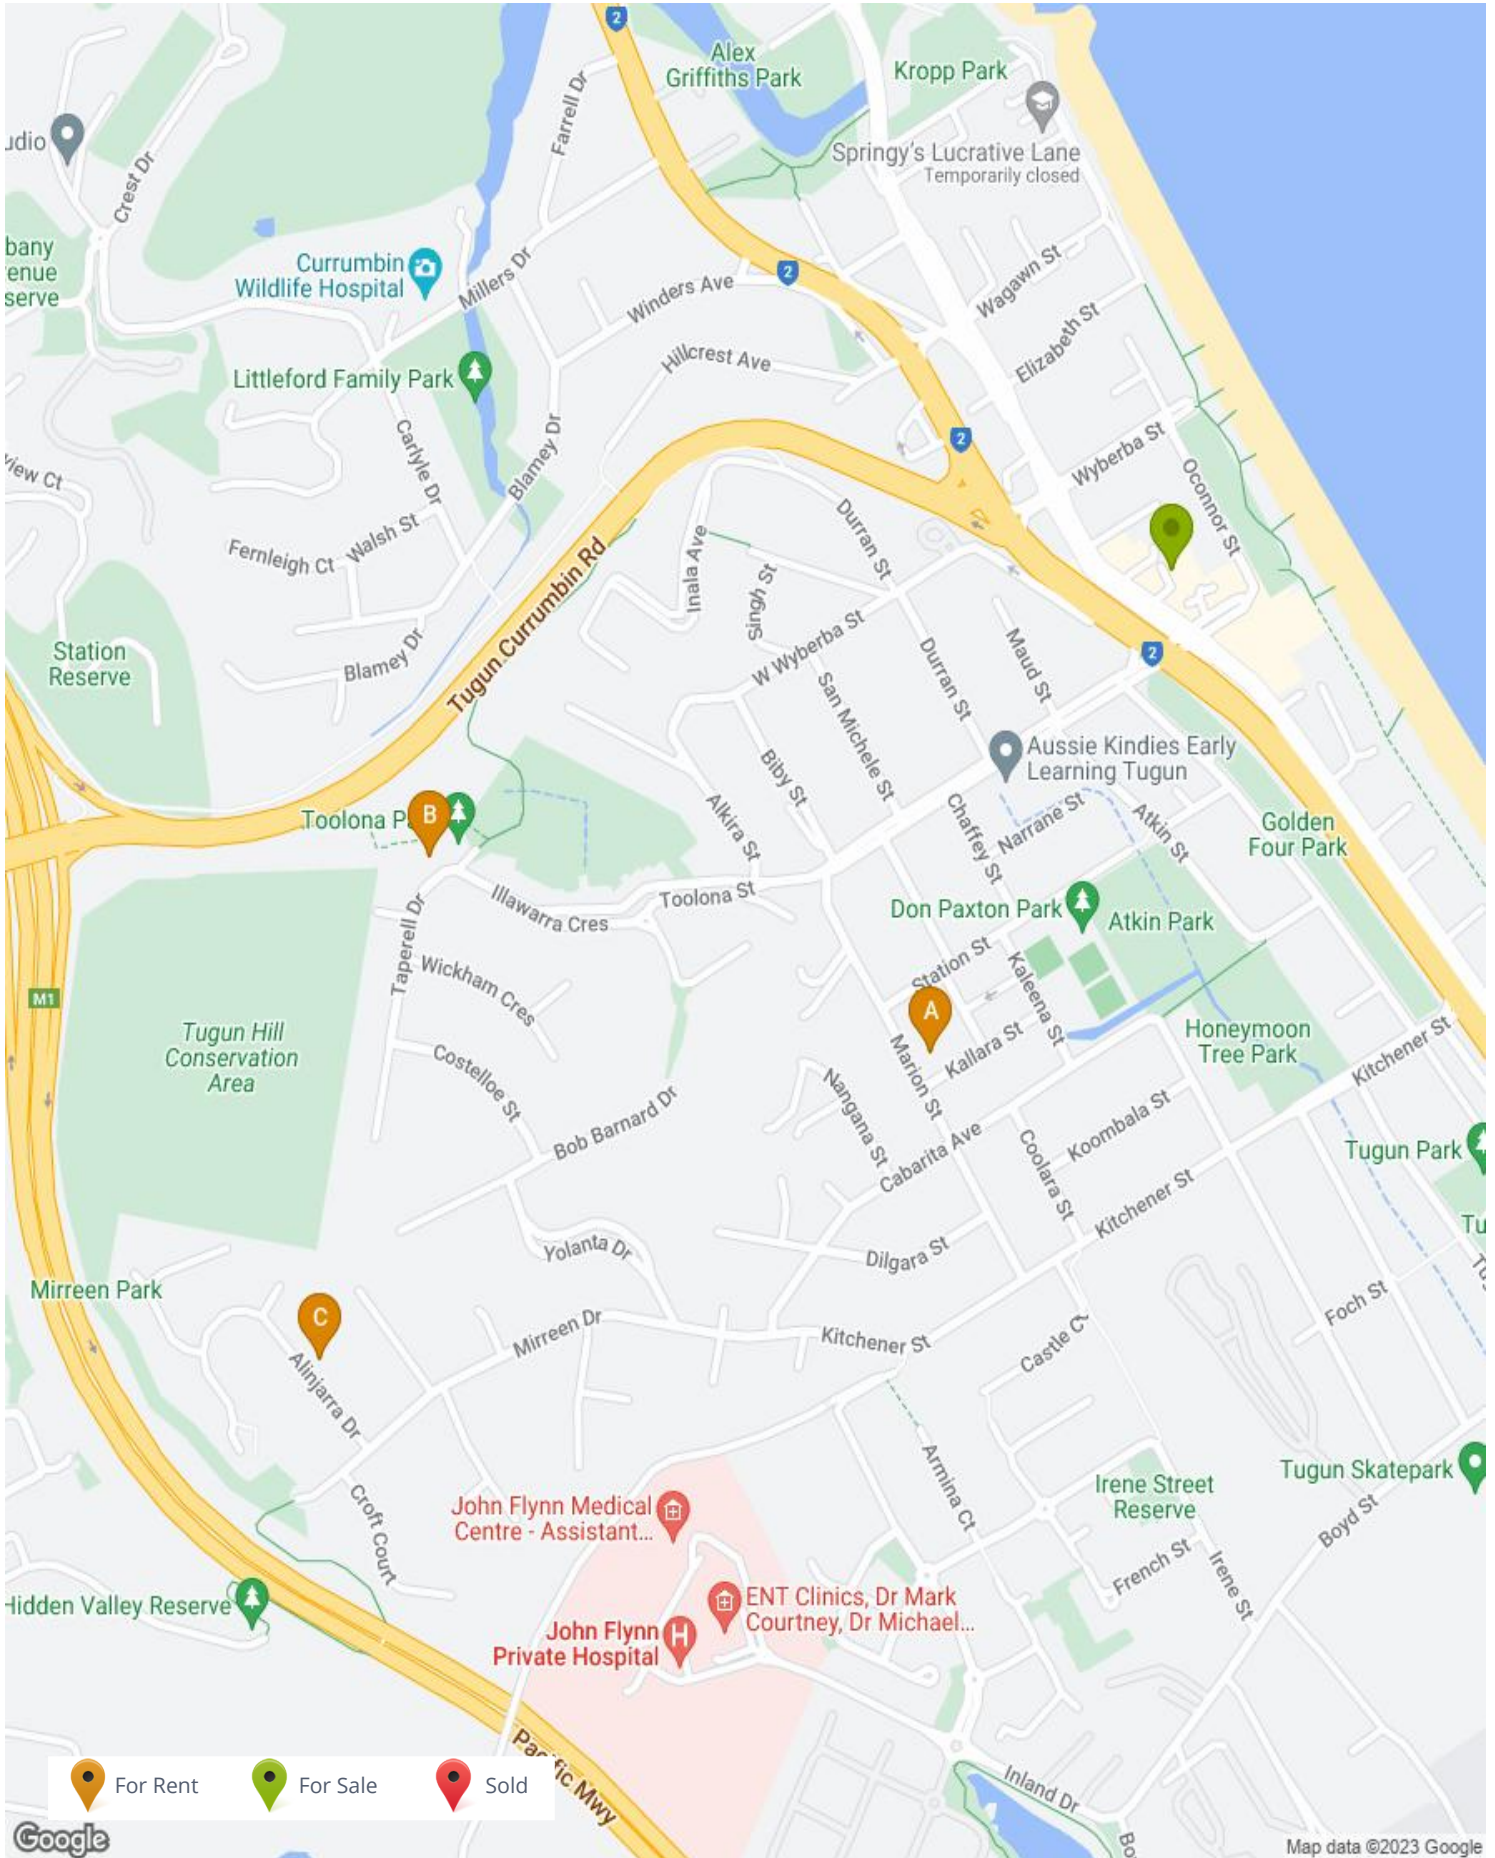 2
Alex
Griffiths Park
Kropp Park
Farrell Dr
Springy's Lucrative Lane
Temporarily closed
udio
Crest Dr
bany
enue
serve
Currumbin
Wildlife Hospital
Millers Dr
Winders Ave
2
Wagawn St
Elizabeth St
Hillcrest Ave
Littleford Family Park
2
Wyberba St
Carlyle Dr
Blamey Dr
view Ct
Oconnor St
Durran St
Fernleigh Ct
Walsh St
Inala Ave
Singh St
Tugun Currumbin Rd
W Wyberba St
Station
Reserve
Blamey Dr
Durran St
Maud St
2
San Michele St
Aussie Kindies Early
Learning Tugun
Biby St
Alkira St
Chaffey St
Narrane St
Atkin St
Golden
Four Park
Toolona P
B
Illawarra Cres
Toolona St
Don Paxton Park
Atkin Park
Taperell Dr
Wickham Cres
Station St
Kaleena St
M1
A
Tugun Hill
Conservation
Area
Costelloe St
Marion St
Kallara St
Honeymoon
Tree Park
Kitchener St
Nangana St
Bob Barnard Dr
Cabarita Ave
Koombala St
Coolara St
Tugun Park
Kitchener St
Yolanta Dr
Dilgara St
Tu
Tu
Mirreen Park
C
Mirreen Dr
Kitchener St
Foch St
Castle Ct
Alinjarra Dr
Armina Ct
Tugun Skatepark
Irene Street
Reserve
John Flynn Medical
Centre - Assistant...
Croft Court
Boyd St
French St
Irene St
Hidden Valley Reserve
ENT Clinics, Dr Mark
Courtney, Dr Michael...
John Flynn
Private Hospital
H
Pacific Mwy
Inland Dr
Bo
For Rent
For Sale
Sold
Google
Map data ©2023 Google